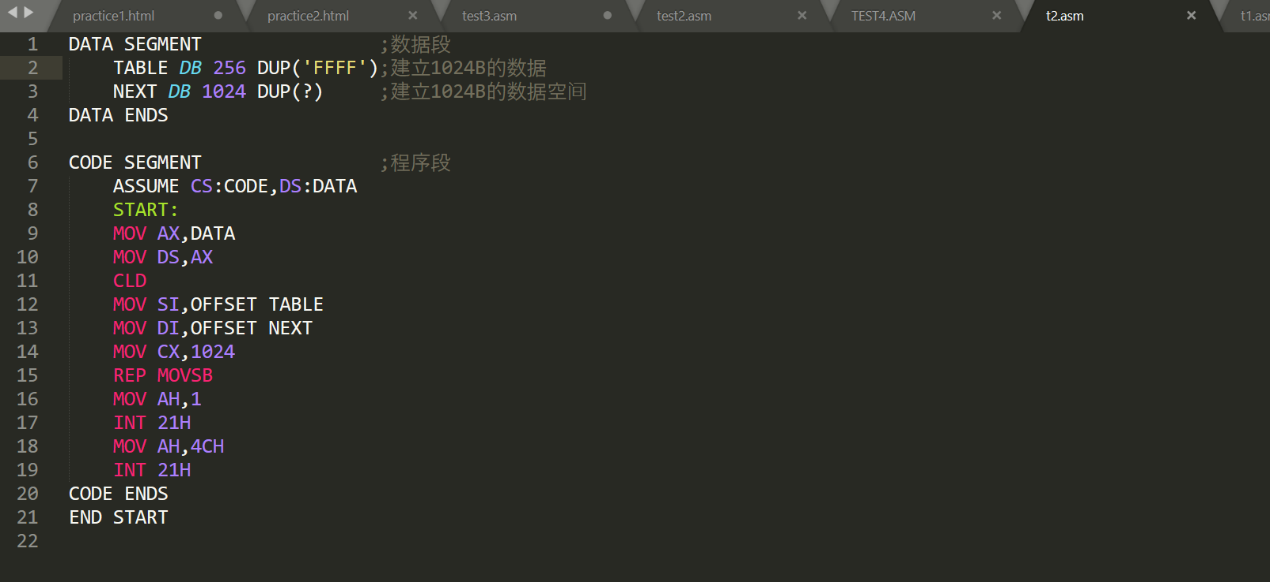 practice1.html practice2.html test3.asm test2.asm TEST4.ASM t2.asm t1.asm
1 DATA SEGMENT ;数据段
2 TABLE DB 256 DUP('FFFF');建立1024B的数据
3 NEXT DB 1024 DUP(?) ;建立1024B的数据空间
4 DATA ENDS
5
6 CODE SEGMENT ;程序段
7 ASSUME CS:CODE,DS:DATA
8 START:
9 MOV AX,DATA
10 MOV DS,AX
11 CLD
12 MOV SI,OFFSET TABLE
13 MOV DI,OFFSET NEXT
14 MOV CX,1024
15 REP MOVSB
16 MOV AH,1
17 INT 21H
18 MOV AH,4CH
19 INT 21H
20 CODE ENDS
21 END START
22